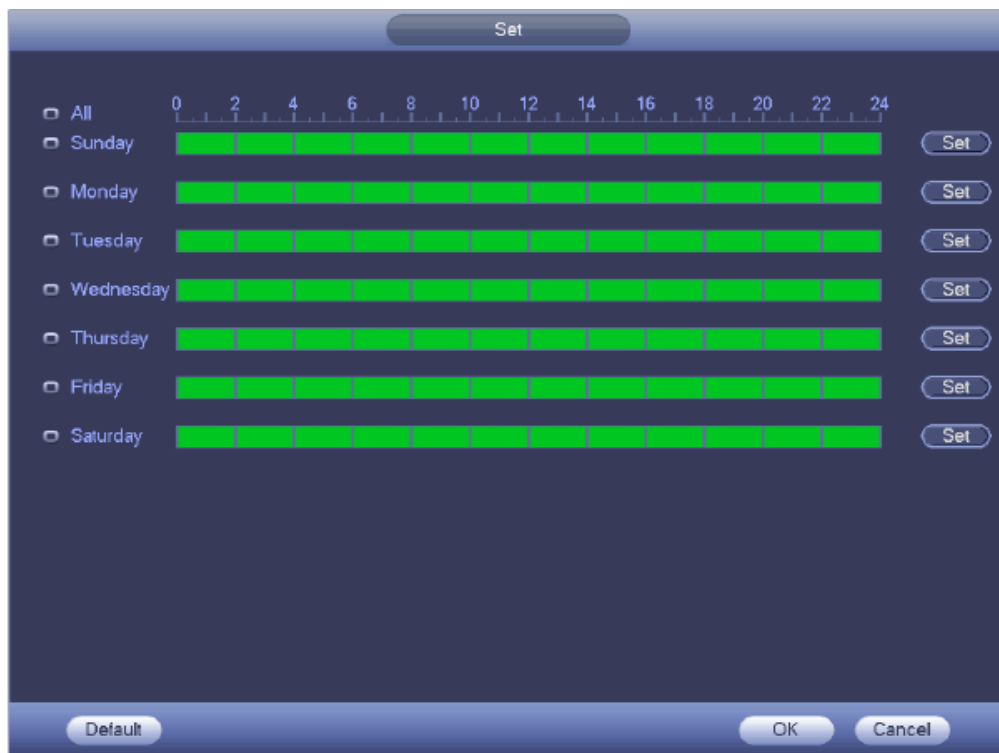 Set
All 0 2 4 6 8 10 12 14 16 18 20 22 24
Sunday Set
Monday Set
Tuesday Set
Wednesday Set
Thursday Set
Friday Set
Saturday Set
Default OK Cancel